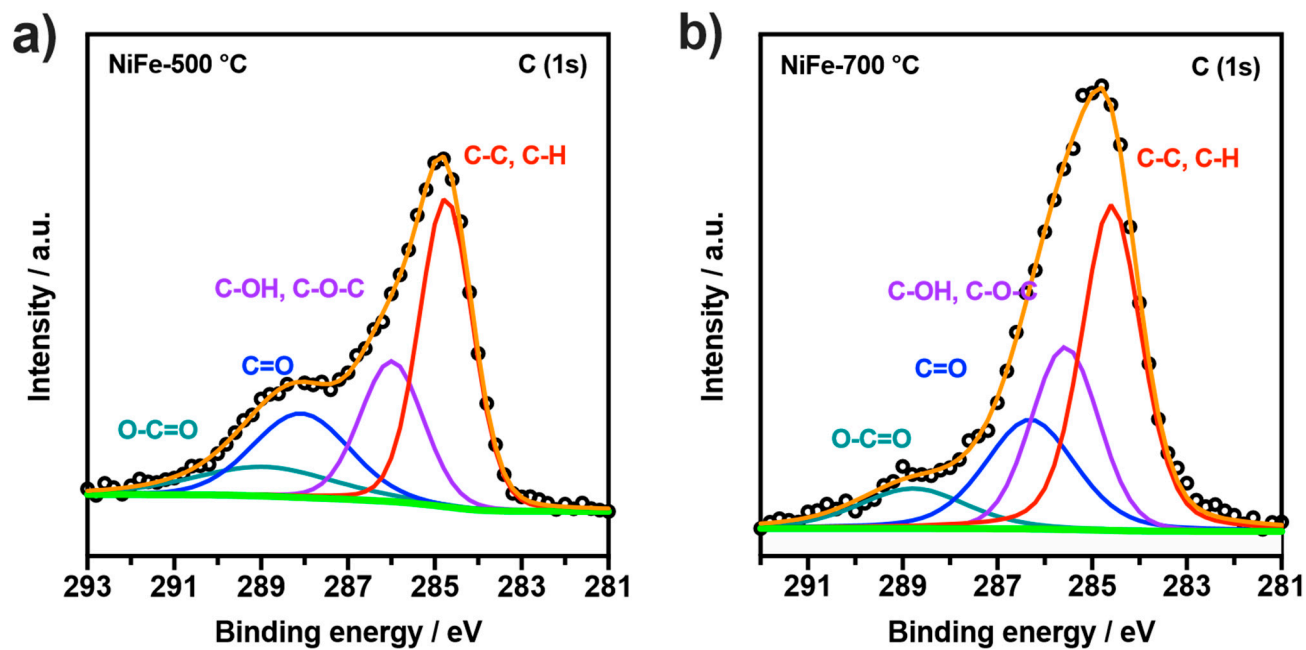 a)
NiFe-500 °C
C (1s)
C-C, C-H
C-OH, C-O-C
C=O
O-C=O
Intensity / a.u.
293 291 289 287 285 283 281
Binding energy / eV
b)
NiFe-700 °C
C (1s)
C-C, C-H
C-OH, C-O-C
C=O
O-C=O
Intensity / a.u.
291 289 287 285 283 281
Binding energy / eV